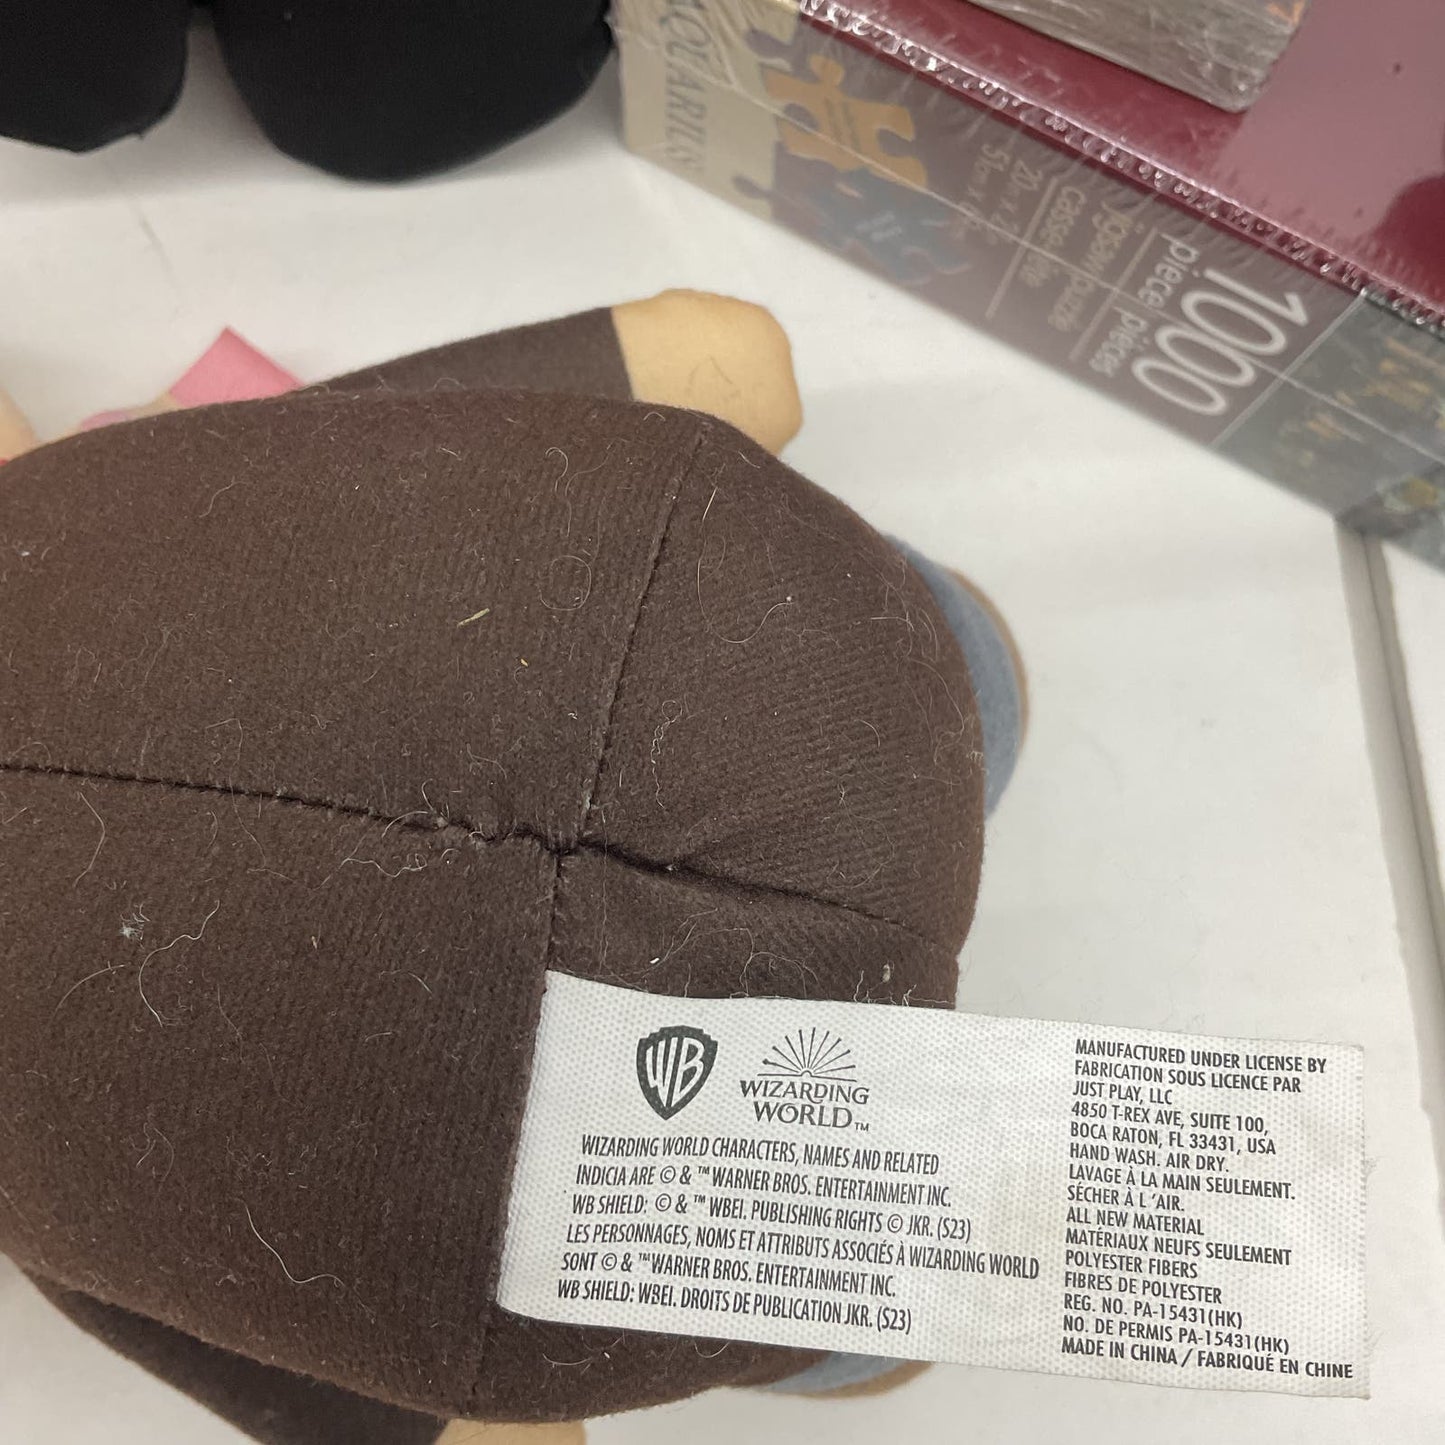 AQUARIUS
1000
piece pièces
jigsaw puzzle
casse-tête
WB
WIZARDING
WORLD™
WIZARDING WORLD CHARACTERS, NAMES AND RELATED
INDICIA ARE © & ™ WARNER BROS. ENTERTAINMENT INC.
WB SHIELD: © & ™ WBEI. PUBLISHING RIGHTS © JKR. (S23)
LES PERSONNAGES, NOMS ET ATTRIBUTS ASSOCIÉS À WIZARDING WORLD
SONT © & ™WARNER BROS. ENTERTAINMENT INC.
WB SHIELD: WBEI. DROITS DE PUBLICATION JKR. (S23)
MANUFACTURED UNDER LICENSE BY
FABRICATION SOUS LICENCE PAR
JUST PLAY, LLC
4850 T-REX AVE, SUITE 100,
BOCA RATON, FL 33431, USA
HAND WASH. AIR DRY.
LAVAGE À LA MAIN SEULEMENT.
SÉCHER À L 'AIR.
ALL NEW MATERIAL
MATÉRIAUX NEUFS SEULEMENT
POLYESTER FIBERS
FIBRES DE POLYESTER
REG. NO. PA-15431(HK)
NO. DE PERMIS PA-15431(HK)
MADE IN CHINA / FABRIQUÉ EN CHINE